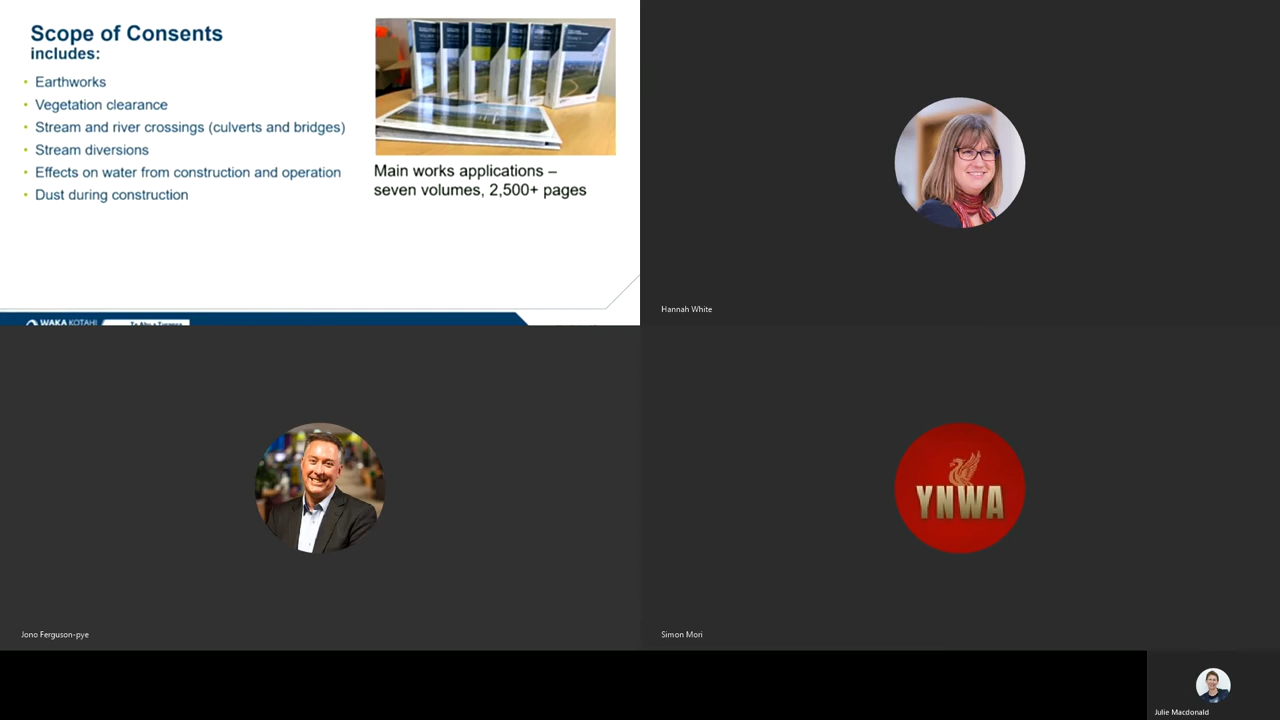 Scope of Consents
includes:
• Earthworks
• Vegetation clearance
• Stream and river crossings (culverts and bridges)
• Stream diversions
• Effects on water from construction and operation
• Dust during construction
Main works applications –
seven volumes, 2,500+ pages
WAKA KOTAHI
Hannah White
YNWA
Jono Ferguson-pye
Simon Mori
Julie Macdonald